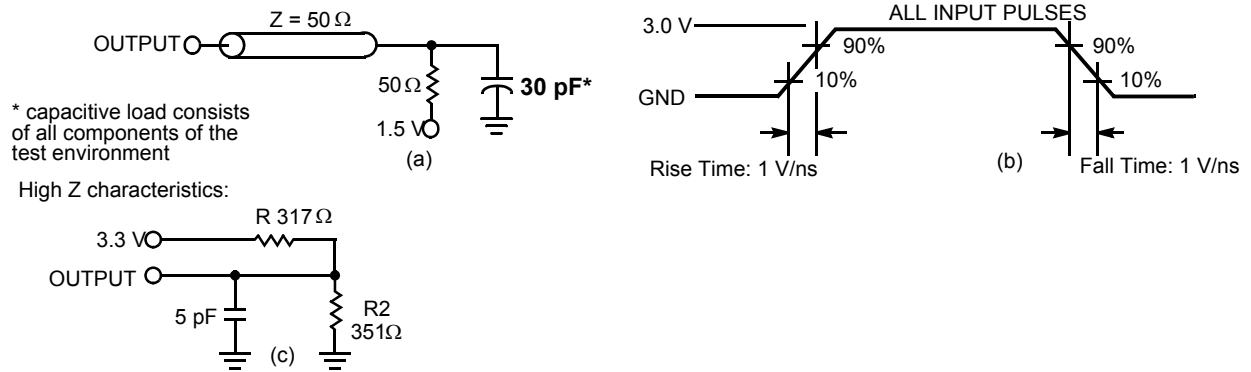 Z = 50 Ω
OUTPUT
50 Ω
30 pF*
1.5 V
* capacitive load consists
of all components of the
test environment
(a)
ALL INPUT PULSES
3.0 V
90%
90%
10%
10%
GND
Rise Time: 1 V/ns
(b)
Fall Time: 1 V/ns
High Z characteristics:
R 317 Ω
3.3 V
OUTPUT
5 pF
R2
351Ω
(c)